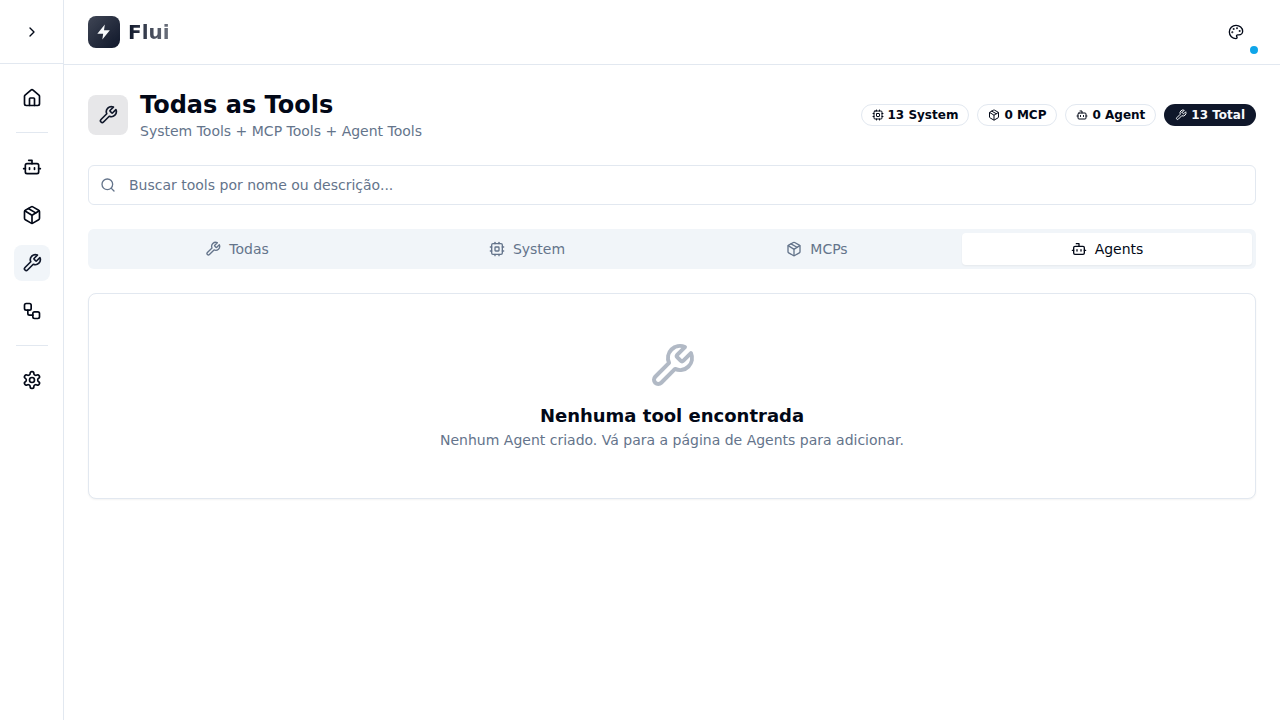 Flui
Todas as Tools
System Tools + MCP Tools + Agent Tools
13 System
0 MCP
0 Agent
13 Total
Buscar tools por nome ou descrição...
Todas
System
MCPs
Agents
Nenhuma tool encontrada
Nenhum Agent criado. Vá para a página de Agents para adicionar.